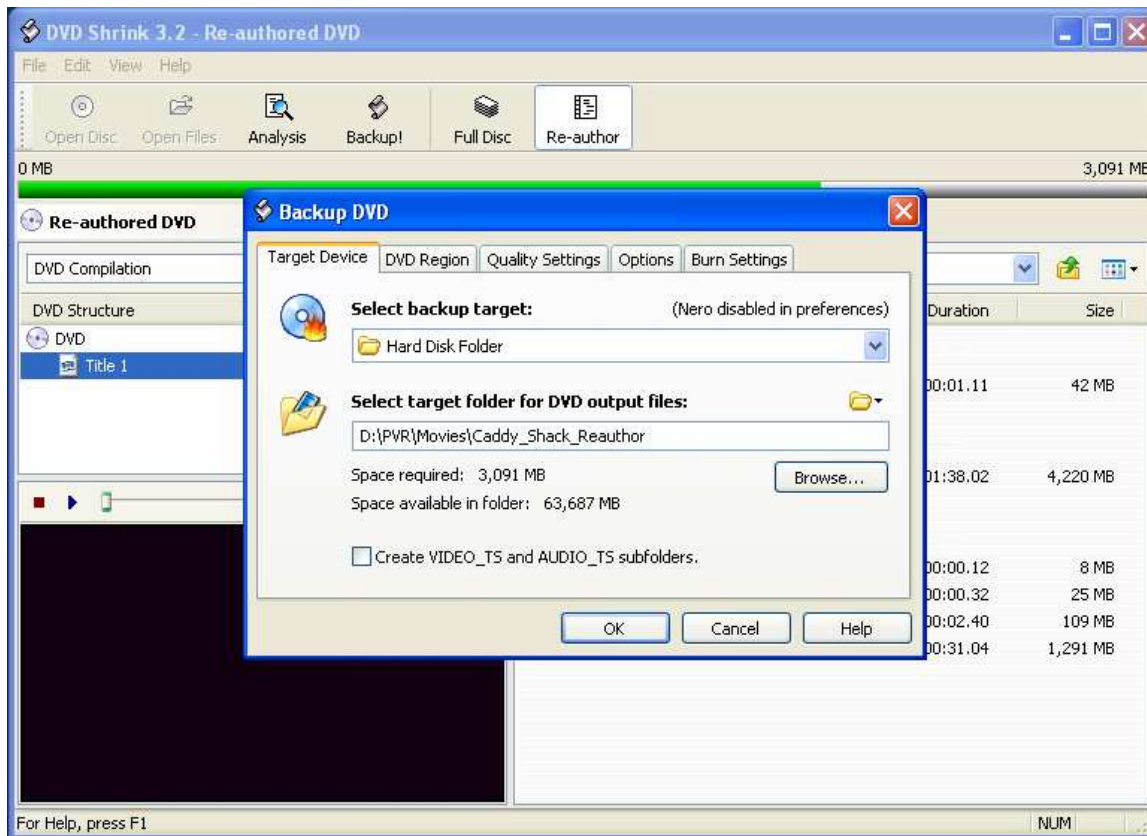 DVD Shrink 3.2 - Re-authored DVD
File Edit View Help
Open Disc Open Files Analysis Backup! Full Disc Re-author
0 MB 3,091 MB
Re-authored DVD
DVD Compilation
DVD Structure
DVD
Title 1
Backup DVD
Target Device DVD Region Quality Settings Options Burn Settings
Select backup target: (Nero disabled in preferences)
Hard Disk Folder
Select target folder for DVD output files:
D:\PVR\Movies\Caddy_Shack_Reauthor
Space required: 3,091 MB
Browse...
Space available in folder: 63,687 MB
Create VIDEO_TS and AUDIO_TS subfolders.
OK Cancel Help
Duration Size
00:01.11 42 MB
01:38.02 4,220 MB
00:00.12 8 MB
00:00.32 25 MB
00:02.40 109 MB
00:31.04 1,291 MB
For Help, press F1 NUM